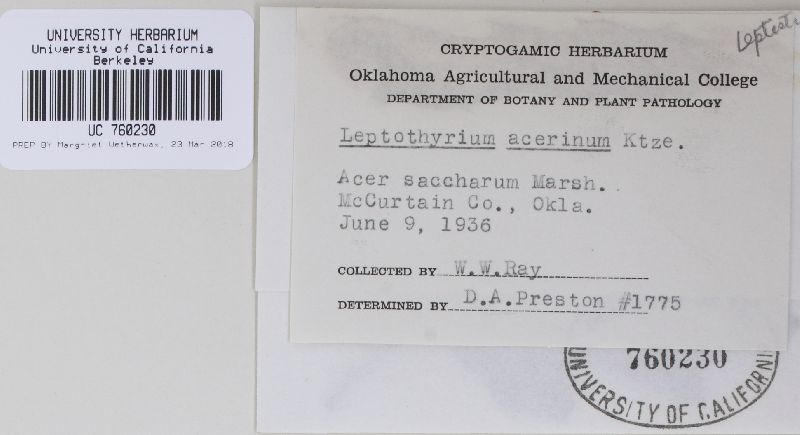 UNIVERSITY HERBARIUM
University of California
Berkeley
UC 760230
PREP BY Margriet Wetherwax, 23 Mar 2018
CRYPTOGAMIC HERBARIUM
Oklahoma Agricultural and Mechanical College
DEPARTMENT OF BOTANY AND PLANT PATHOLOGY
Leptothyrium acerinum Ktze.
Acer saccharum Marsh.
McCurtain Co., Okla.
June 9, 1936
COLLECTED BY W.W.Ray
DETERMINED BY D.A.Preston #1775
760230
UNIVERSITY OF CALIFORNI